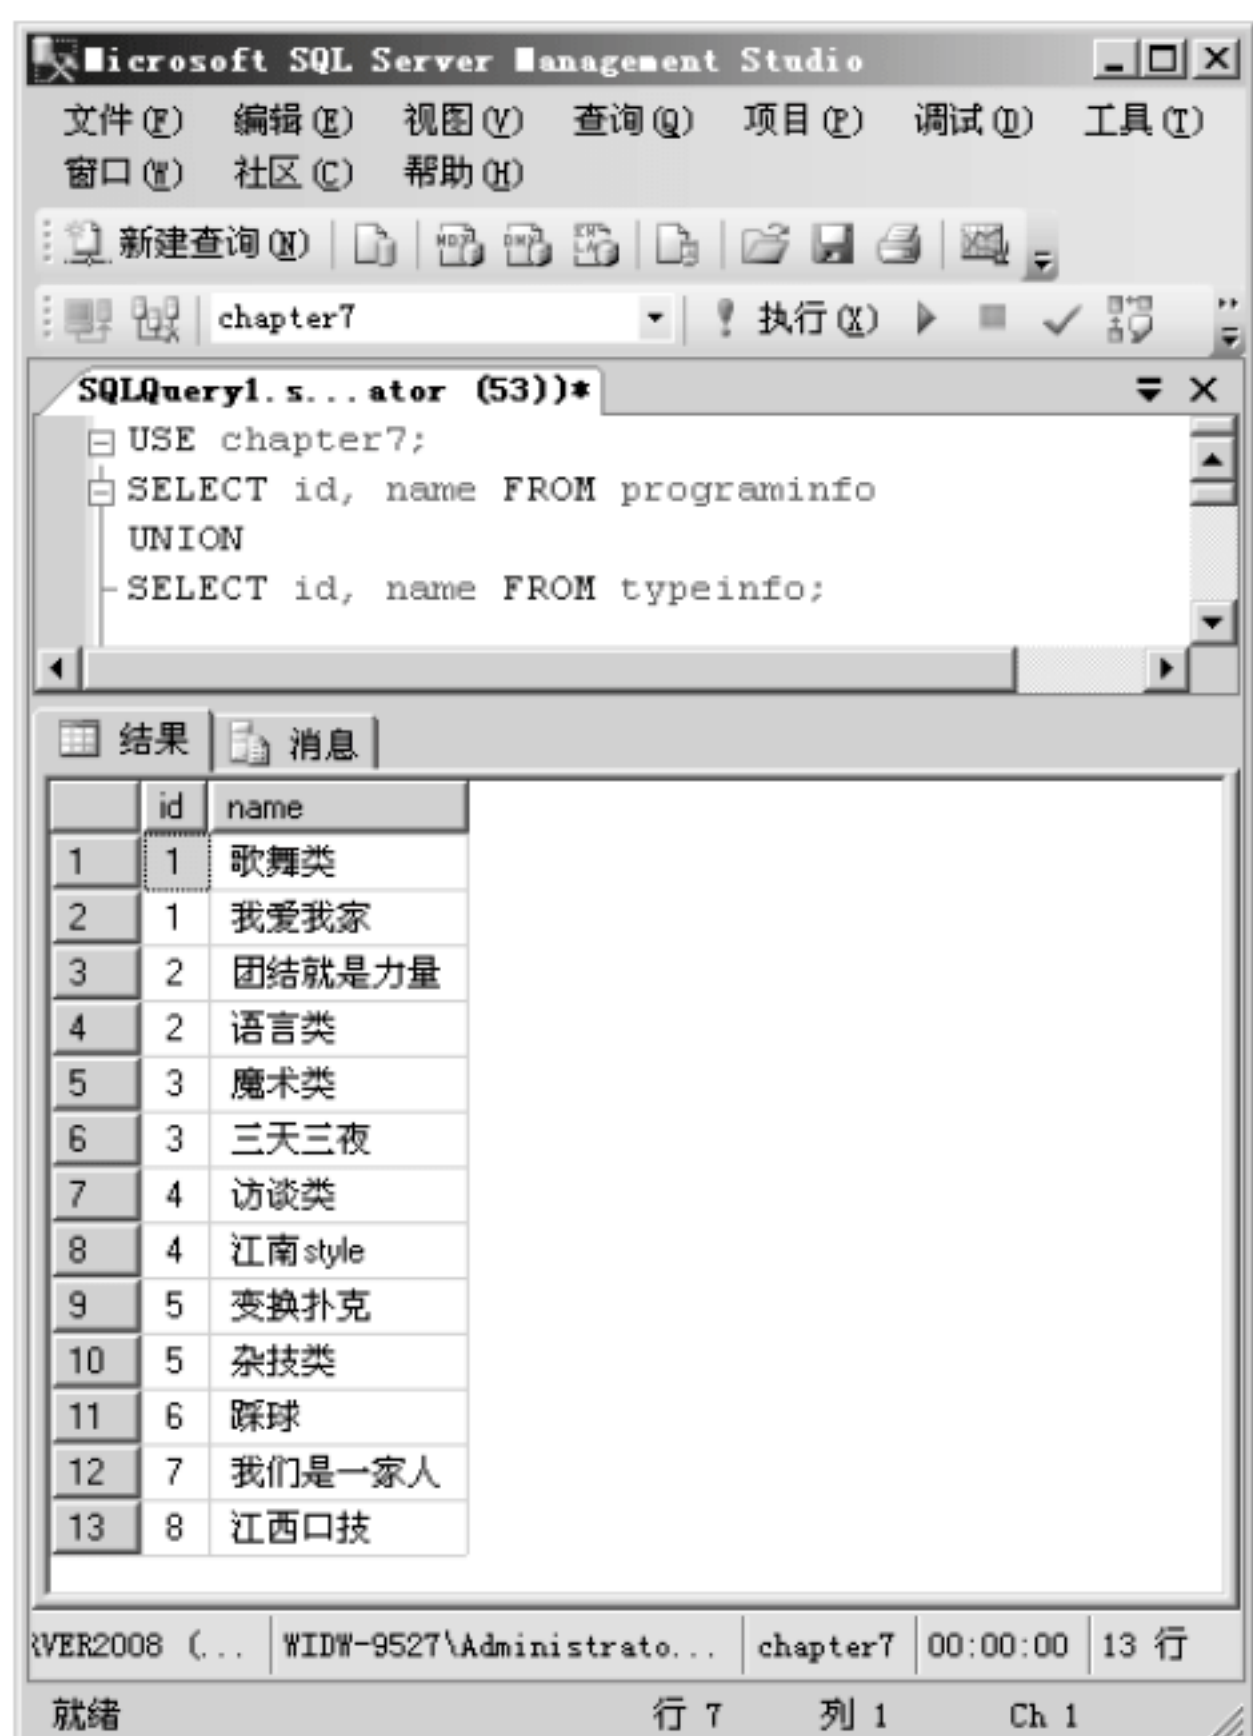 Microsoft SQL Server Management Studio
文件(F) 编辑(E) 视图(V) 查询(Q) 项目(P) 调试(D) 工具(T)
窗口(W) 社区(C) 帮助(H)
新建查询(N)
chapter7 执行(X)
SQLQuery1.s...ator (53))*
USE chapter7;
SELECT id, name FROM programinfo
UNION
SELECT id, name FROM typeinfo;
结果 消息
id name
1 1 歌舞类
2 1 我爱我家
3 2 团结就是力量
4 2 语言类
5 3 魔术类
6 3 三天三夜
7 4 访谈类
8 4 江南style
9 5 变换扑克
10 5 杂技类
11 6 踩球
12 7 我们是一家人
13 8 江西口技
RVER2008 (... WIDW-9527\Administrato... chapter7 00:00:00 13 行
就绪 行 7 列 1 Ch 1